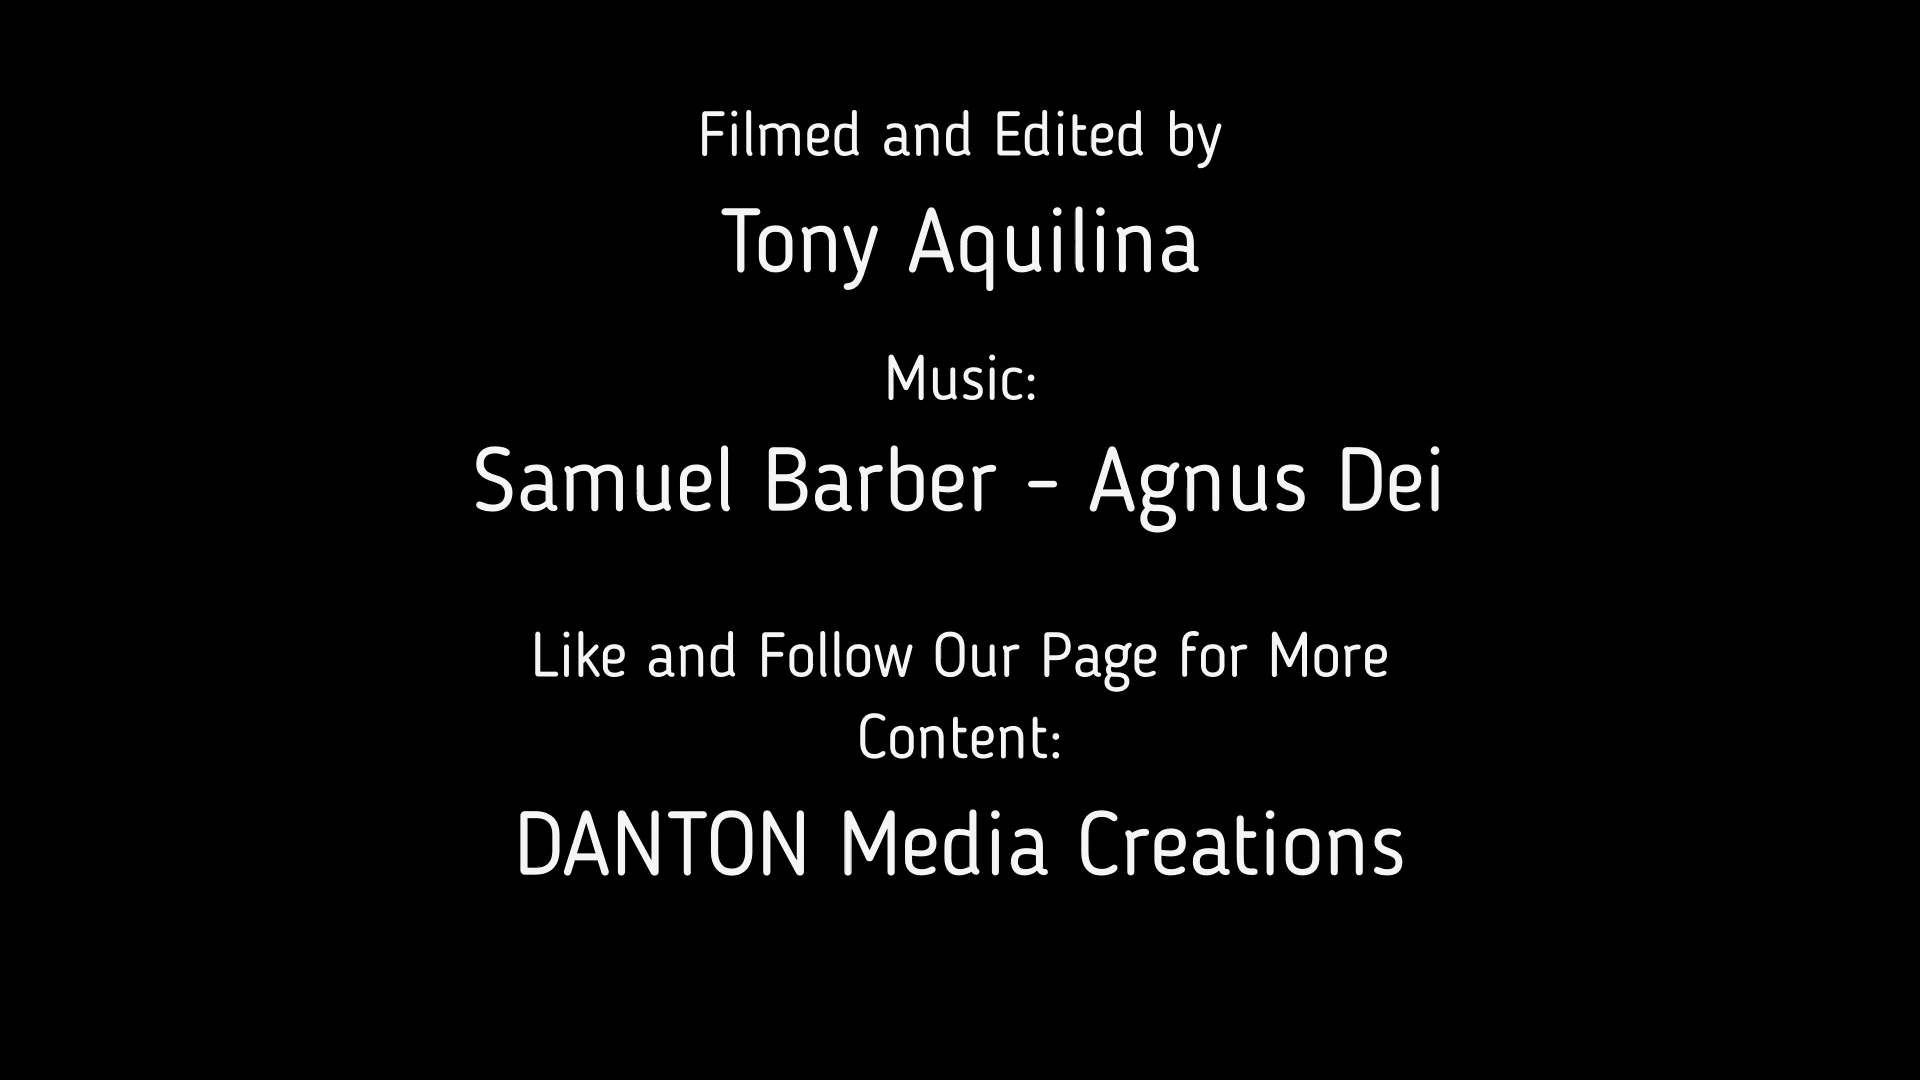 Filmed and Edited by
Tony Aquilina
Music:
Samuel Barber - Agnus Dei
Like and Follow Our Page for More
Content:
DANTON Media Creations